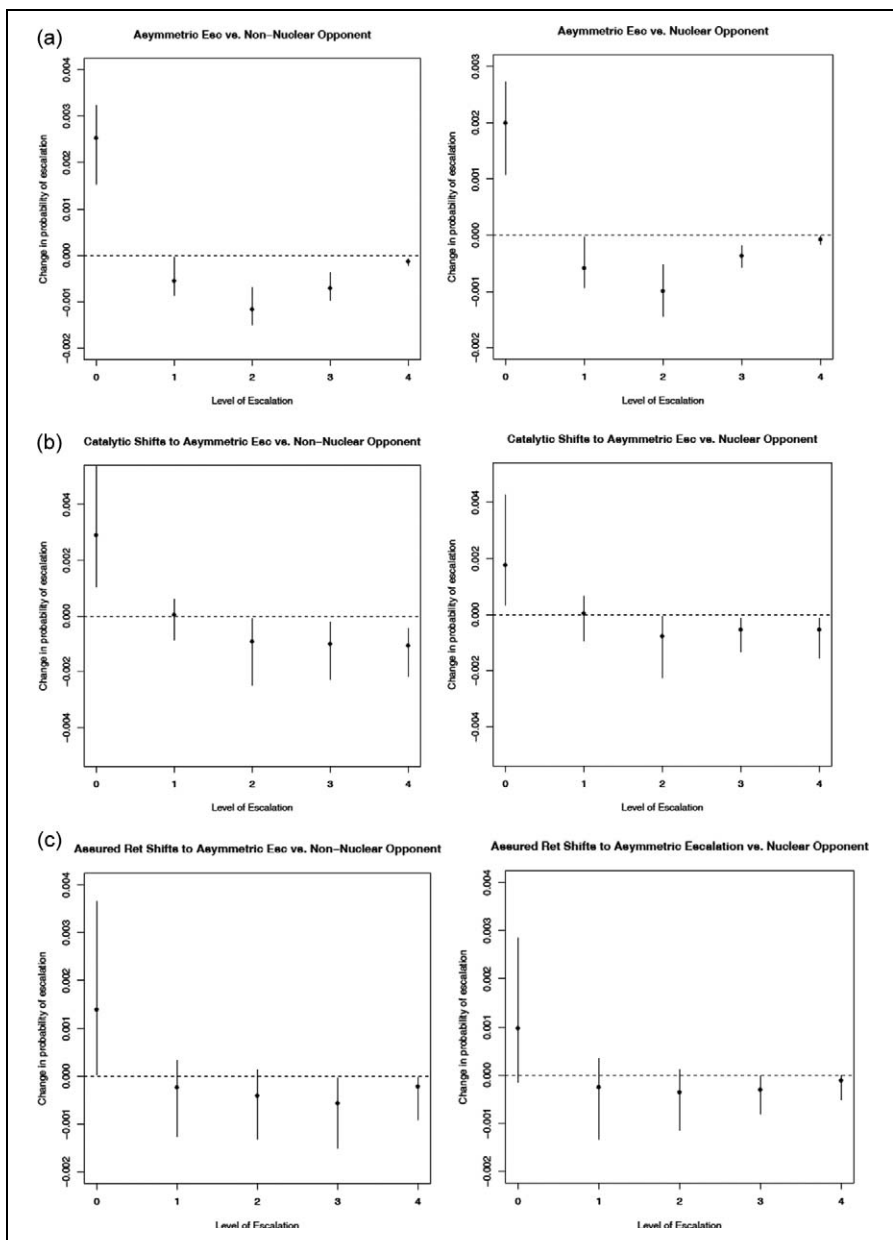 (a)
Asymmetric Esc vs. Non-Nuclear Opponent
Change in probability of escalation
0.004
0.003
0.002
0.001
0.000
-0.001
-0.002
0 1 2 3 4
Level of Escalation
Asymmetric Esc vs. Nuclear Opponent
Change in probability of escalation
0.003
0.002
0.001
0.000
-0.001
-0.002
0 1 2 3 4
Level of Escalation
(b)
Catalytic Shifts to Asymmetric Esc vs. Non-Nuclear Opponent
Change in probability of escalation
0.004
0.002
0.000
-0.002
-0.004
0 1 2 3 4
Level of Escalation
Catalytic Shifts to Asymmetric Esc vs. Nuclear Opponent
Change in probability of escalation
0.004
0.002
0.000
-0.002
-0.004
0 1 2 3 4
Level of Escalation
(c)
Assured Ret Shifts to Asymmetric Esc vs. Non-Nuclear Opponent
Change in probability of escalation
0.004
0.003
0.002
0.001
0.000
-0.001
-0.002
0 1 2 3 4
Level of Escalation
Assured Ret Shifts to Asymmetric Escalation vs. Nuclear Opponent
Change in probability of escalation
0.004
0.003
0.002
0.001
0.000
-0.001
-0.002
0 1 2 3 4
Level of Escalation